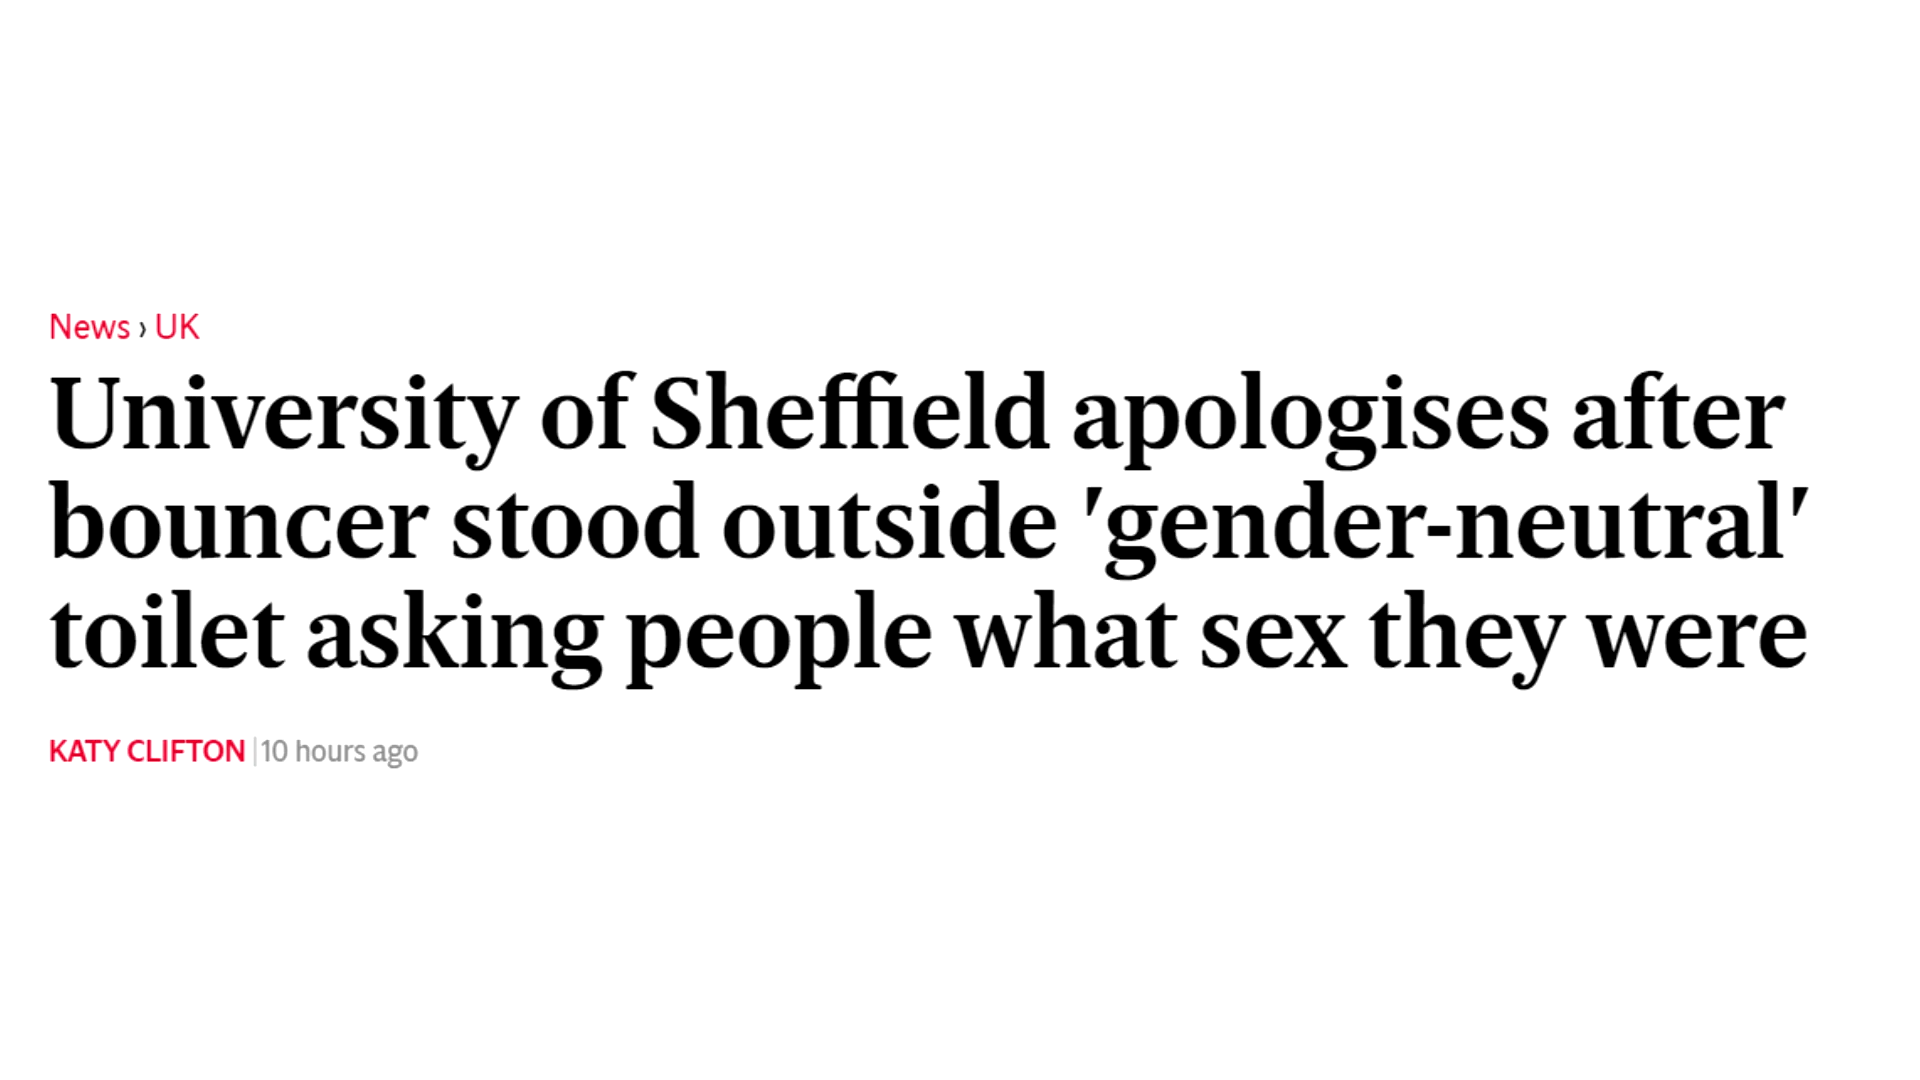 News › UK
University of Sheffield apologises after
bouncer stood outside 'gender-neutral'
toilet asking people what sex they were
KATY CLIFTON | 10 hours ago